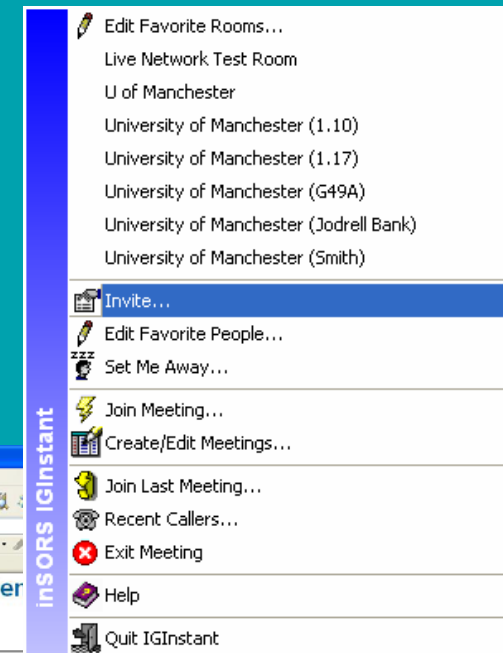 Edit Favorite Rooms...
Live Network Test Room
U of Manchester
University of Manchester (1.10)
University of Manchester (1.17)
University of Manchester (G49A)
University of Manchester (Jodrell Bank)
University of Manchester (Smith)
Invite...
Edit Favorite People...
zzz
Set Me Away...
Join Meeting...
Create/Edit Meetings...
Join Last Meeting...
Recent Callers...
Exit Meeting
Help
Quit IGInstant
inSORS IGInstant
er